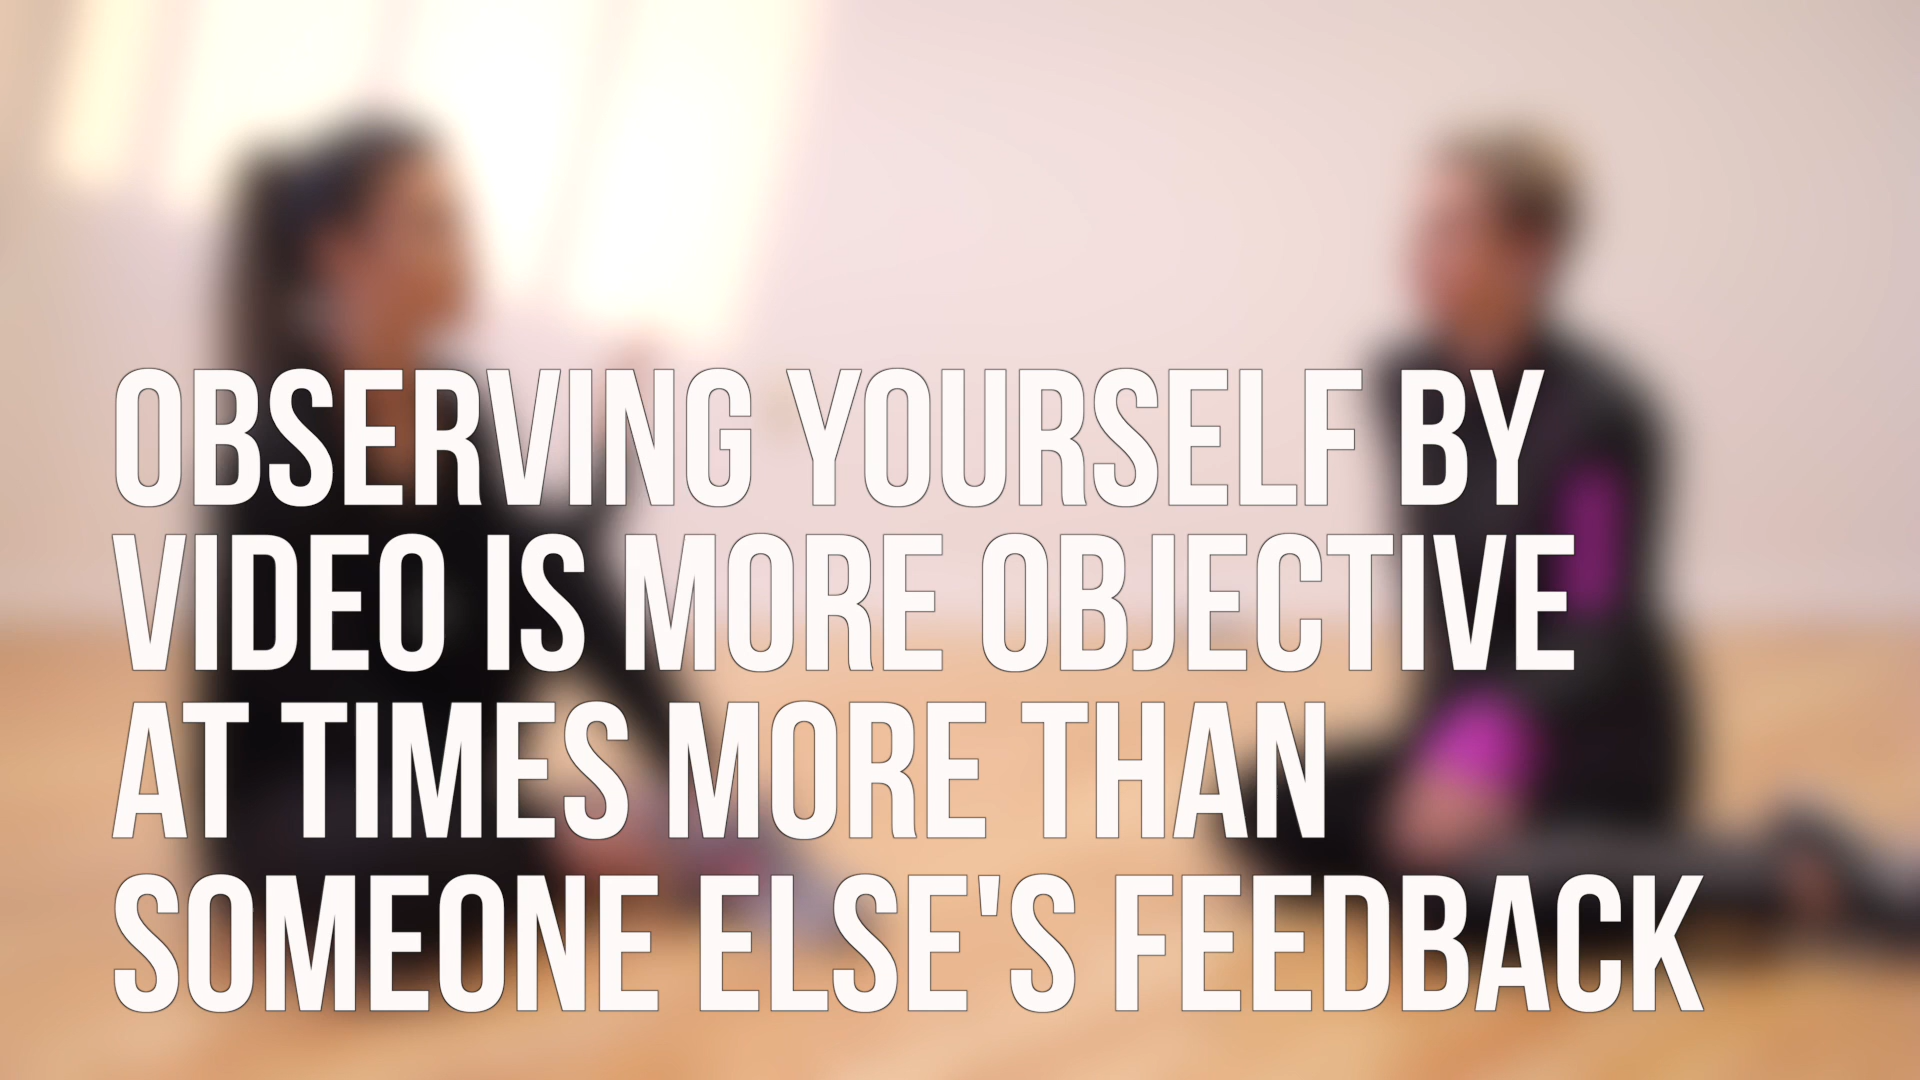 OBSERVING YOURSELF BY
VIDEO IS MORE OBJECTIVE
AT TIMES MORE THAN
SOMEONE ELSE'S FEEDBACK